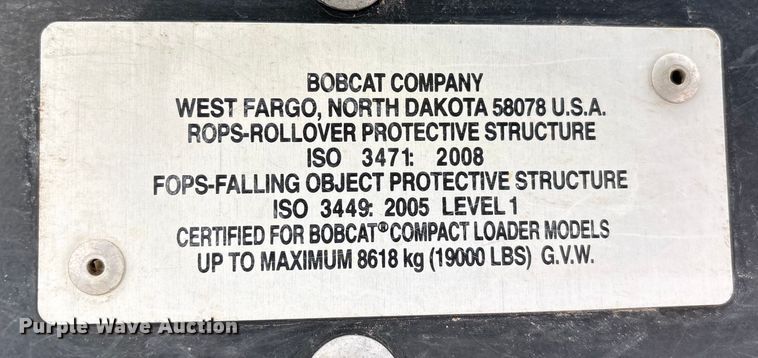 BOBCAT COMPANY
WEST FARGO, NORTH DAKOTA 58078 U.S.A.
ROPS-ROLLOVER PROTECTIVE STRUCTURE
ISO 3471: 2008
FOPS-FALLING OBJECT PROTECTIVE STRUCTURE
ISO 3449: 2005 LEVEL 1
CERTIFIED FOR BOBCAT® COMPACT LOADER MODELS
UP TO MAXIMUM 8618 kg (19000 LBS) G.V.W.
Purple Wave Auction